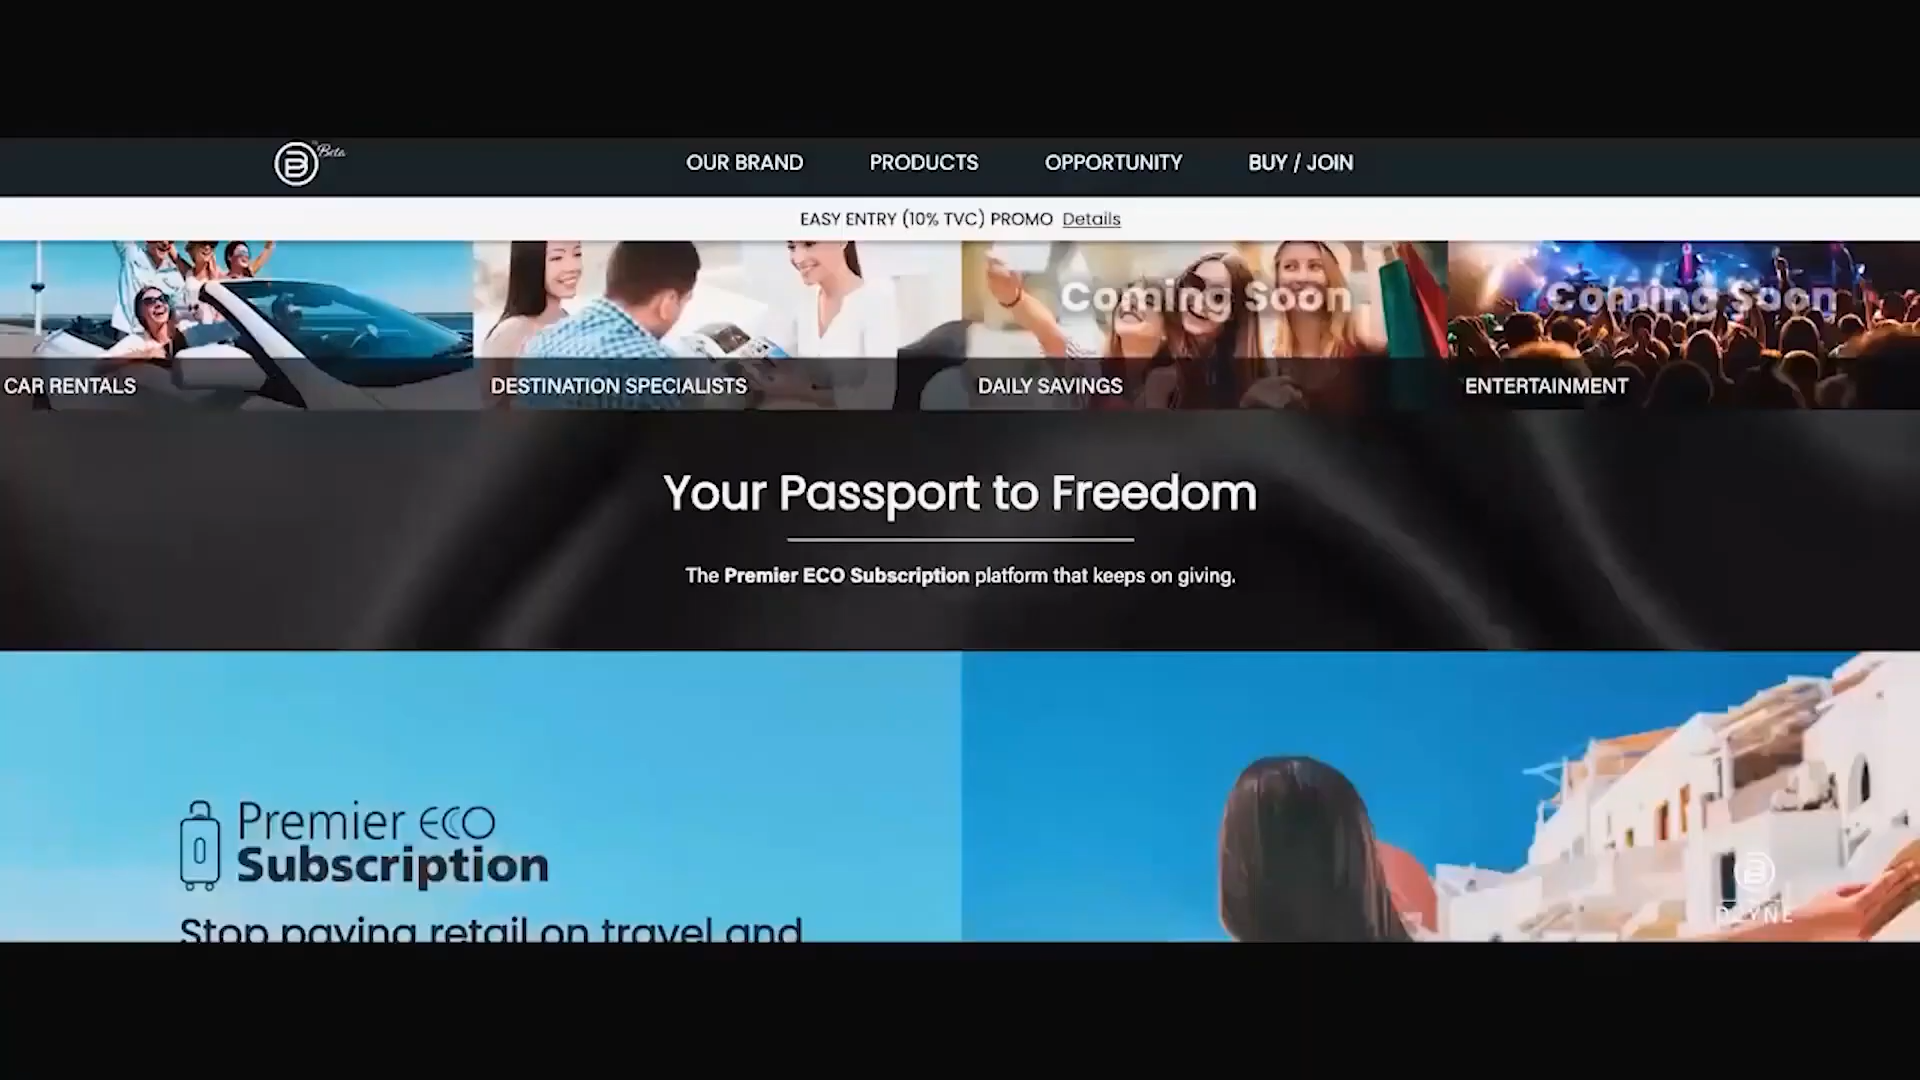 Beta
OUR BRAND PRODUCTS OPPORTUNITY BUY / JOIN
EASY ENTRY (10% TVC) PROMO Details
Coming Soon Coming Soon
CAR RENTALS DESTINATION SPECIALISTS DAILY SAVINGS ENTERTAINMENT
Your Passport to Freedom
The Premier ECO Subscription platform that keeps on giving.
Premier ECO
Subscription
Stop paying retail on travel and